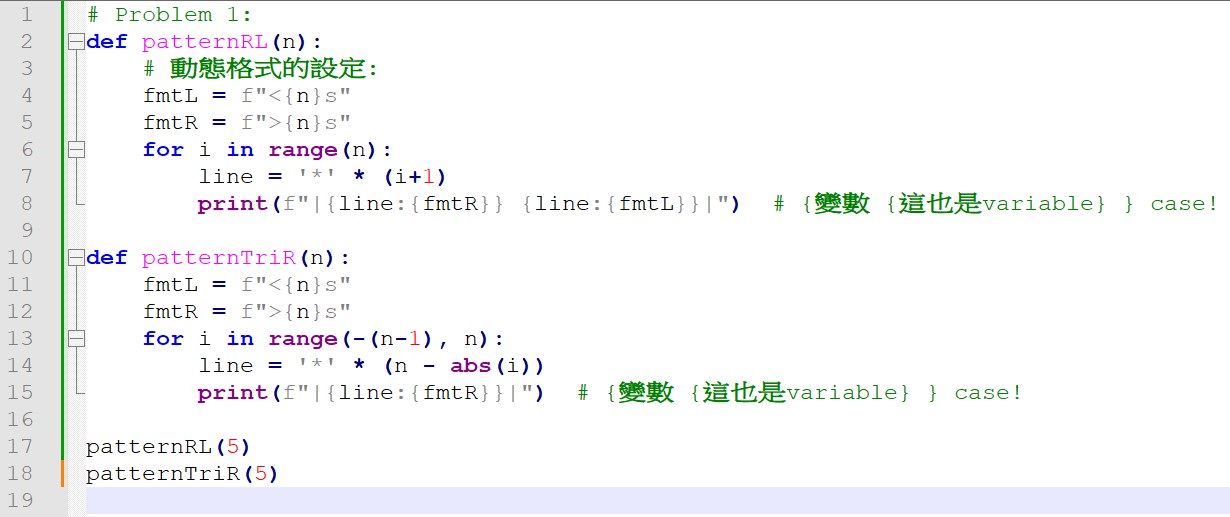 1 # Problem 1:
2 def patternRL(n):
3     # 動態格式的設定:
4     fmtL = f"<{n}s"
5     fmtR = f">{n}s"
6     for i in range(n):
7         line = '*' * (i+1)
8         print(f"|{line:{fmtR}} {line:{fmtL}}|")  # {變數 {這也是variable} } case!
9
10 def patternTriR(n):
11     fmtL = f"<{n}s"
12     fmtR = f">{n}s"
13     for i in range(-(n-1), n):
14         line = '*' * (n - abs(i))
15         print(f"|{line:{fmtR}}|")  # {變數 {這也是variable} } case!
16
17 patternRL(5)
18 patternTriR(5)
19